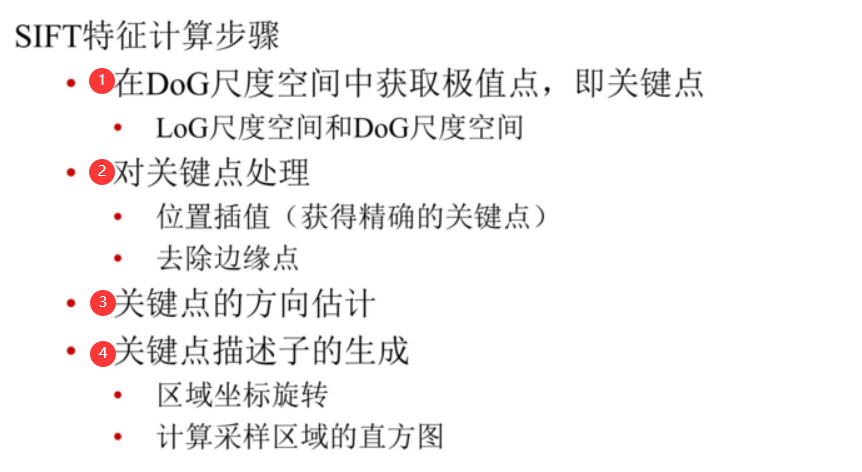 SIFT特征计算步骤
• 1 在DoG尺度空间中获取极值点，即关键点
• LoG尺度空间和DoG尺度空间
• 2 对关键点处理
• 位置插值（获得精确的关键点）
• 去除边缘点
• 3 关键点的方向估计
• 4 关键点描述子的生成
• 区域坐标旋转
• 计算采样区域的直方图